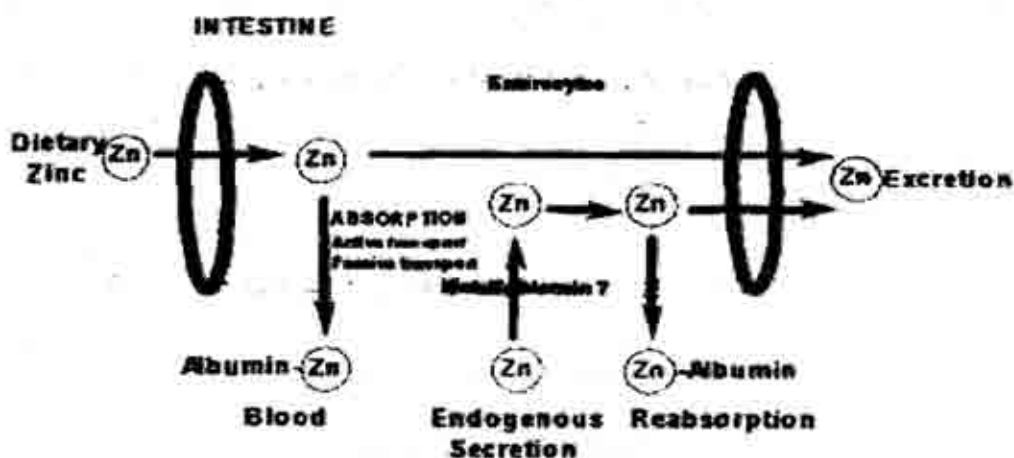 INTESTINE
Dietary
Zinc
Zn
Zn
Zn
Excretion
Zn
Zn
ABSORPTION
Active transport
Passive transport
Albumin
Zn
Zn
Zn
Albumin
Blood
Endogenous
Secretion
Reabsorption